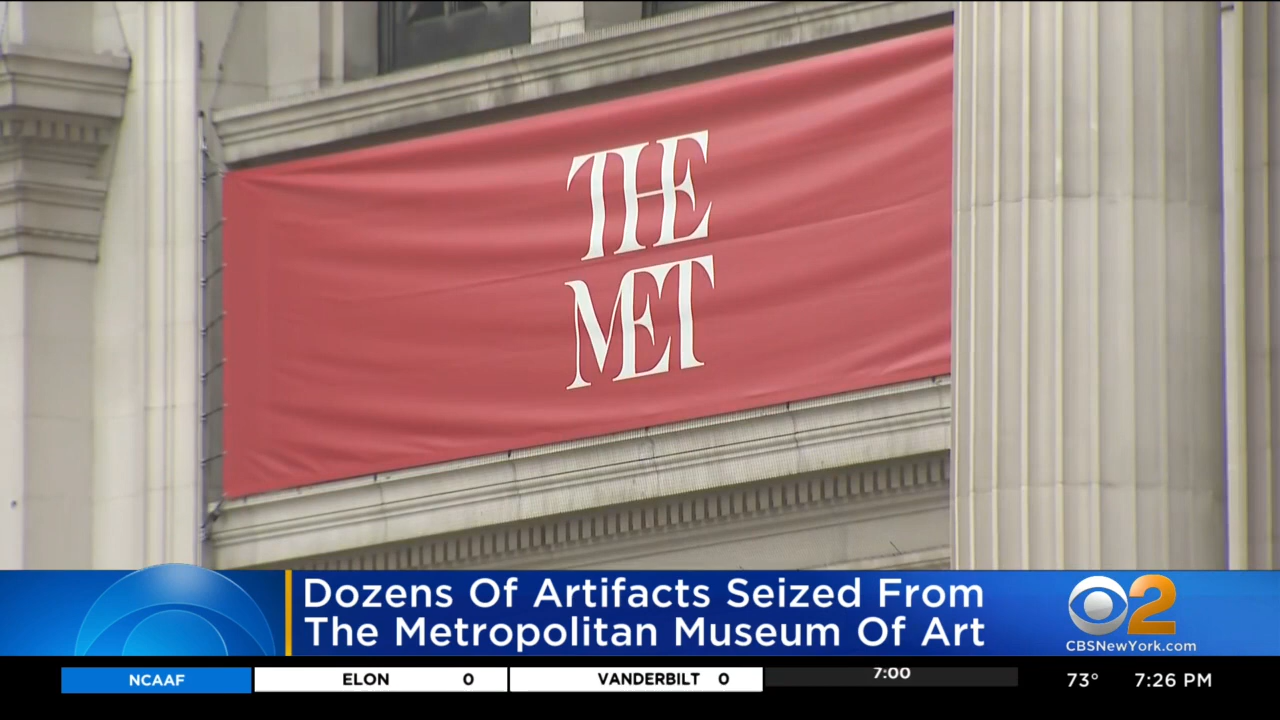 THE
MET
Dozens Of Artifacts Seized From
The Metropolitan Museum Of Art
2
CBSNewYork.com
NCAAF ELON 0 VANDERBILT 0 7:00 73° 7:26 PM